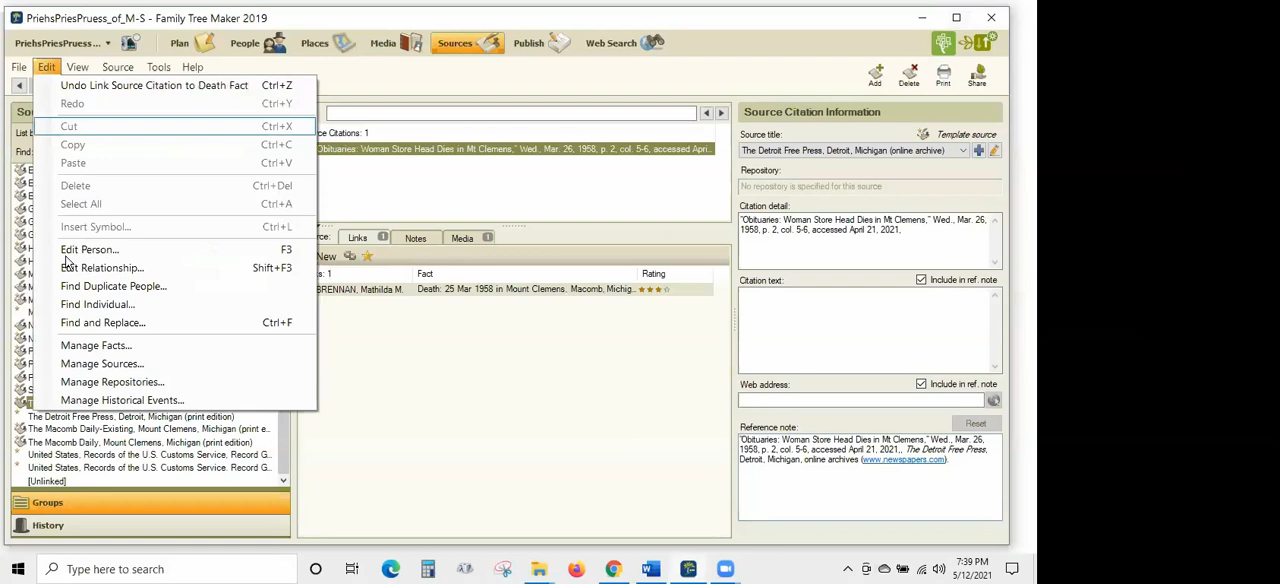 PriehsPriesPruess_of_M-S - Family Tree Maker 2019
PriehsPriesPruess... Plan People Places Media Sources Publish Web Search
File Edit View Source Tools Help
Add Delete Print Share
Undo Link Source Citation to Death Fact Ctrl+Z
Redo Ctrl+Y
Cut Ctrl+X
Copy Ctrl+C
Paste Ctrl+V
Delete Ctrl+Del
Select All Ctrl+A
Insert Symbol... Ctrl+L
Edit Person... F3
Edit Relationship... Shift+F3
Find Duplicate People...
Find Individual...
Find and Replace... Ctrl+F
Manage Facts...
Manage Sources...
Manage Repositories...
Manage Historical Events...
So
List b
Find:
The Detroit Free Press, Detroit, Michigan (print edition)
The Macomb Daily-Existing, Mount Clemens, Michigan (print e...
The Macomb Daily, Mount Clemens, Michigan (print edition)
United States, Records of the U.S. Customs Service. Record G...
United States, Records of the U.S. Customs Service, Record G...
[Unlinked]
Groups
History
ce Citations: 1
"Obituaries: Woman Store Head Dies in Mt Clemens," Wed., Mar. 26, 1958, p. 2, col. 5-6, accessed Apri...
rce: Links 1 Notes Media 0
New
s: 1 Fact Rating
BRENNAN, Mathilda M. Death: 25 Mar 1958 in Mount Clemens, Macomb, Michig...
Source Citation Information
Source title: Template source
The Detroit Free Press, Detroit, Michigan (online archive)
Repository:
No repository is specified for this source
Citation detail:
"Obituaries: Woman Store Head Dies in Mt Clemens," Wed., Mar. 26,
1958, p. 2, col. 5-6, accessed April 21, 2021,
Citation text: Include in ref. note
Web address: Include in ref. note
Reference note: Reset
"Obituaries: Woman Store Head Dies in Mt Clemens," Wed., Mar. 26,
1958, p. 2, col. 5-6, accessed April 21, 2021,, The Detroit Free Press,
Detroit, Michigan, online archives (www.newspapers.com).
Type here to search
7:39 PM
5/12/2021